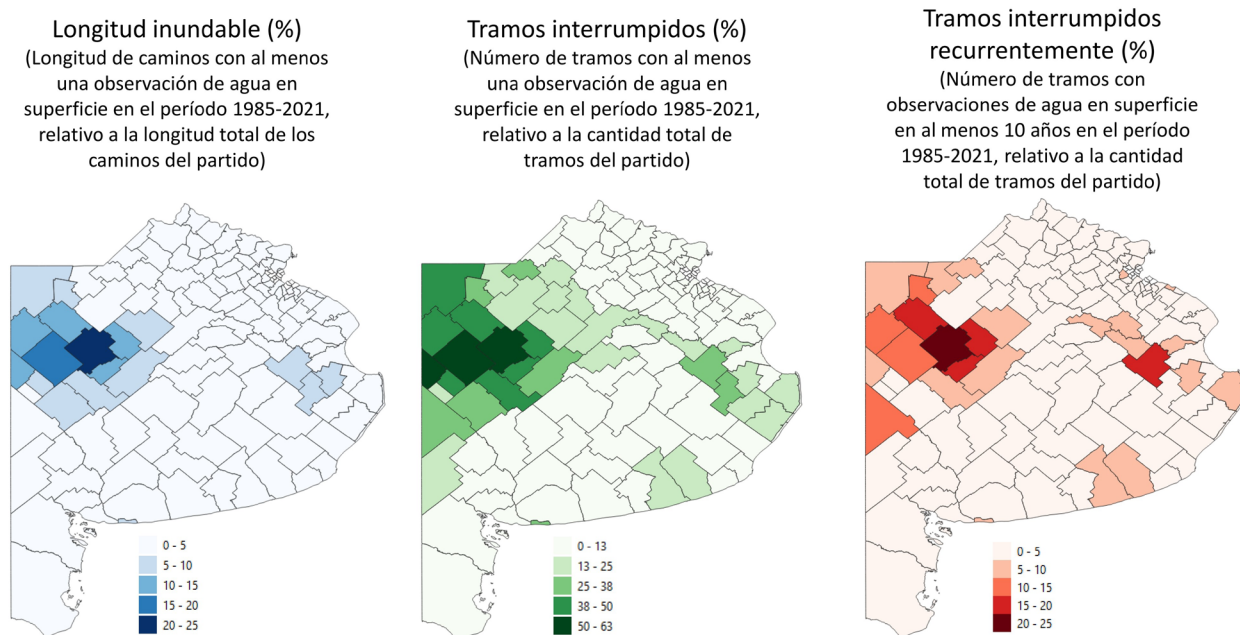 Longitud inundable (%)
(Longitud de caminos con al menos
una observación de agua en
superficie en el período 1985-2021,
relativo a la longitud total de los
caminos del partido)
Tramos interrumpidos (%)
(Número de tramos con al menos
una observación de agua en
superficie en el período 1985-2021,
relativo a la cantidad total de
tramos del partido)
Tramos interrumpidos
recurrentemente (%)
(Número de tramos con
observaciones de agua en superficie
en al menos 10 años en el período
1985-2021, relativo a la cantidad
total de tramos del partido)
0 - 5
5 - 10
10 - 15
15 - 20
20 - 25
0 - 13
13 - 25
25 - 38
38 - 50
50 - 63
0 - 5
5 - 10
10 - 15
15 - 20
20 - 25